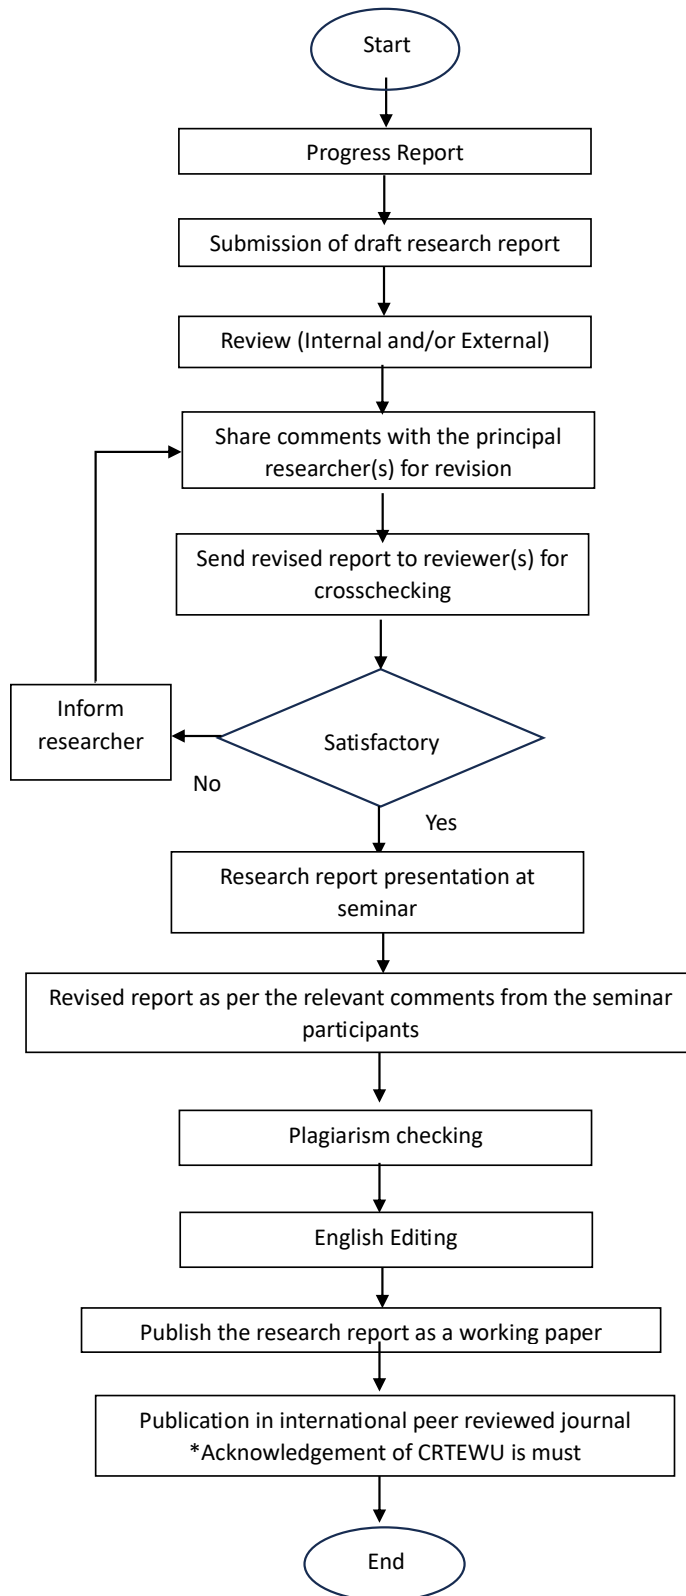 Start
Progress Report
Submission of draft research report
Review (Internal and/or External)
Share comments with the principal
researcher(s) for revision
Send revised report to reviewer(s) for
crosschecking
Inform
researcher
Satisfactory
No
Yes
Research report presentation at
seminar
Revised report as per the relevant comments from the seminar
participants
Plagiarism checking
English Editing
Publish the research report as a working paper
Publication in international peer reviewed journal
*Acknowledgement of CRTEWU is must
End